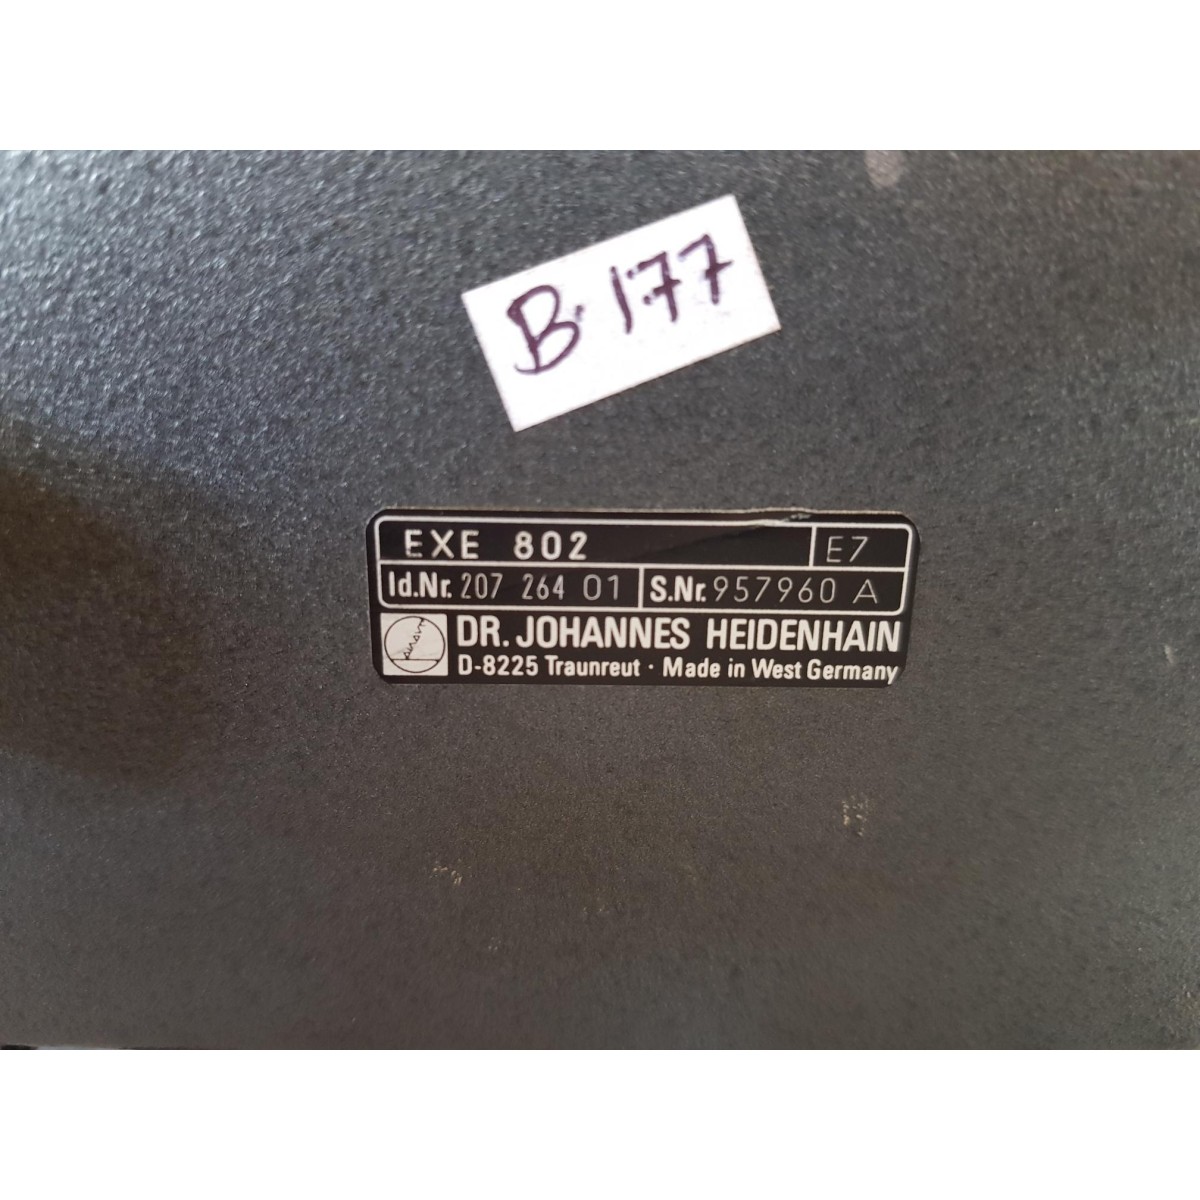 B.177
EXE 802 E7
Id.Nr. 207 264 01 S.Nr. 957960 A
DR. JOHANNES HEIDENHAIN
D-8225 Traunreut · Made in West Germany